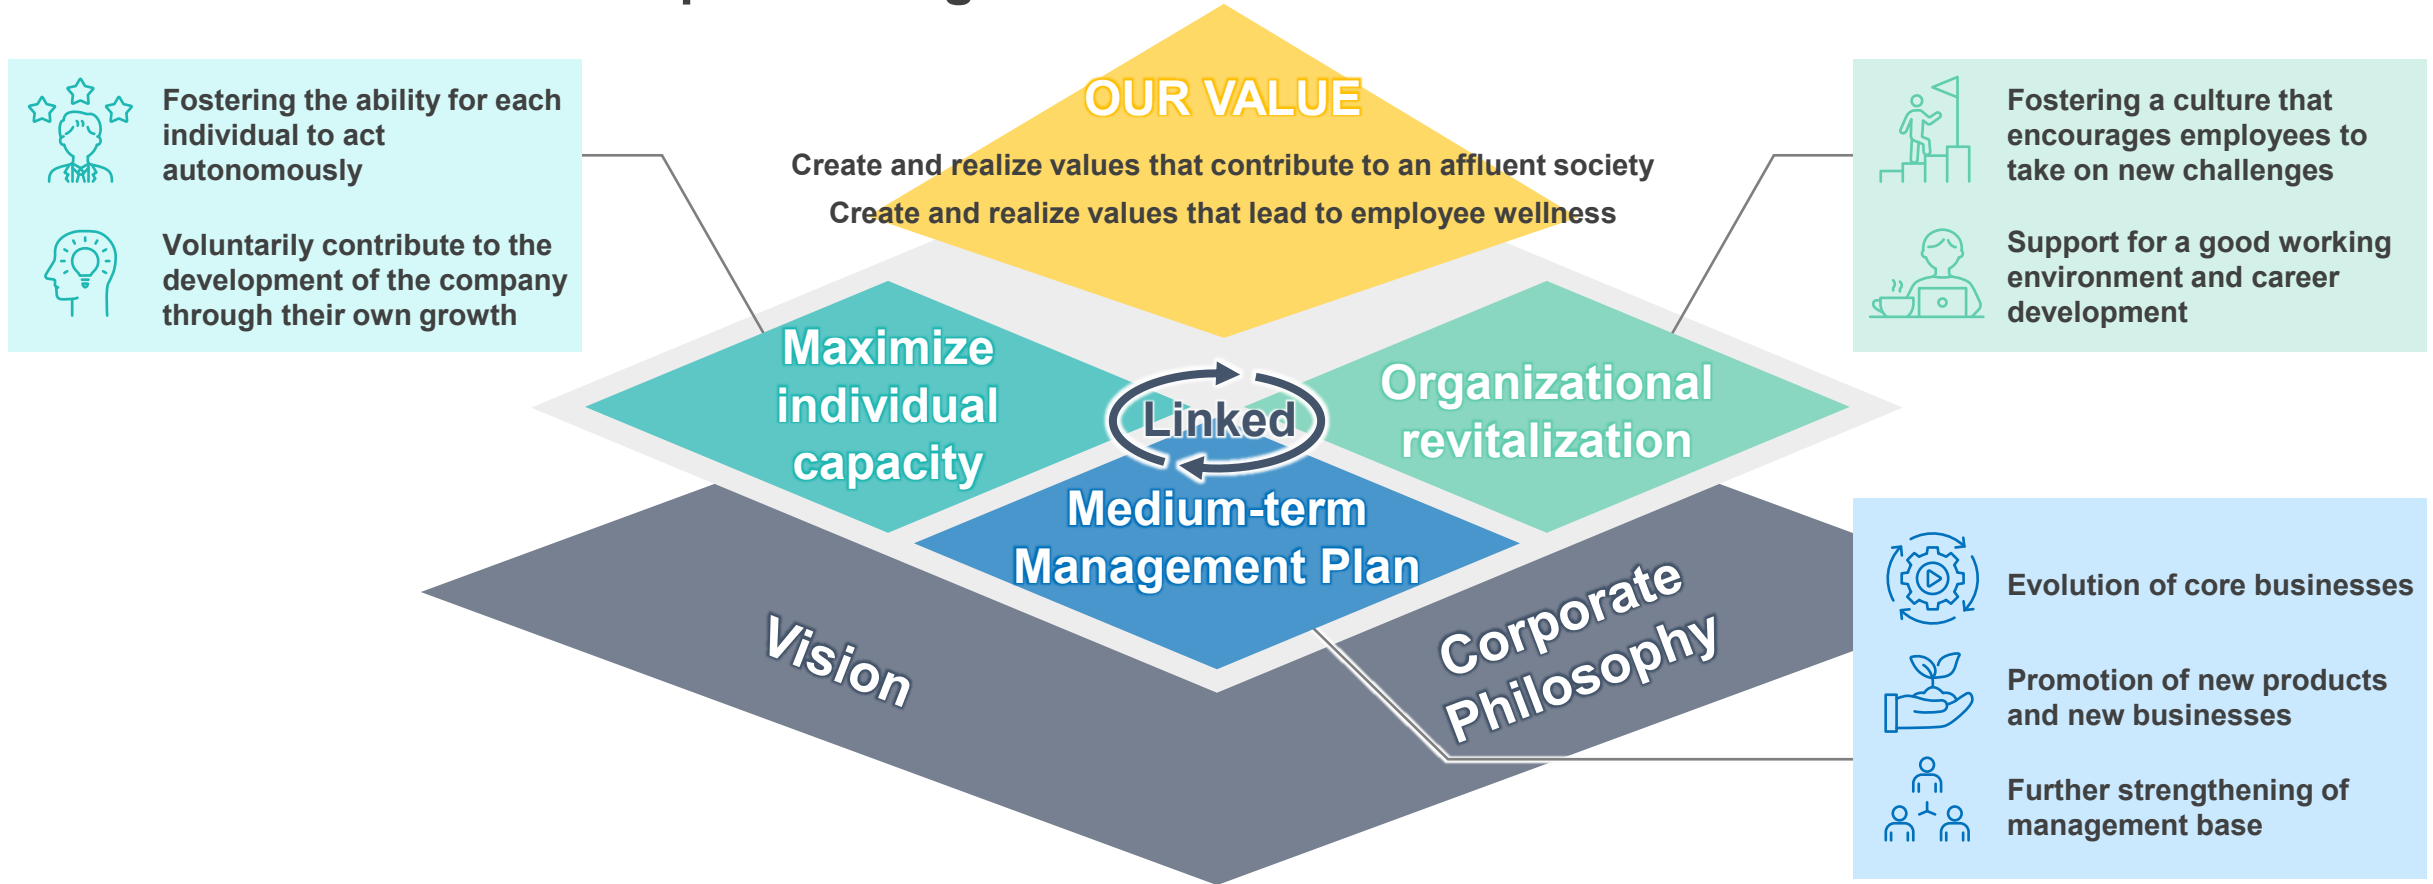 OUR VALUE
Create and realize values that contribute to an affluent society
Create and realize values that lead to employee wellness
Fostering the ability for each
individual to act
autonomously
Voluntarily contribute to the
development of the company
through their own growth
Fostering a culture that
encourages employees to
take on new challenges
Support for a good working
environment and career
development
Maximize
individual
capacity
Linked
Organizational
revitalization
Medium-term
Management Plan
Vision
Corporate
Philosophy
Evolution of core businesses
Promotion of new products
and new businesses
Further strengthening of
management base